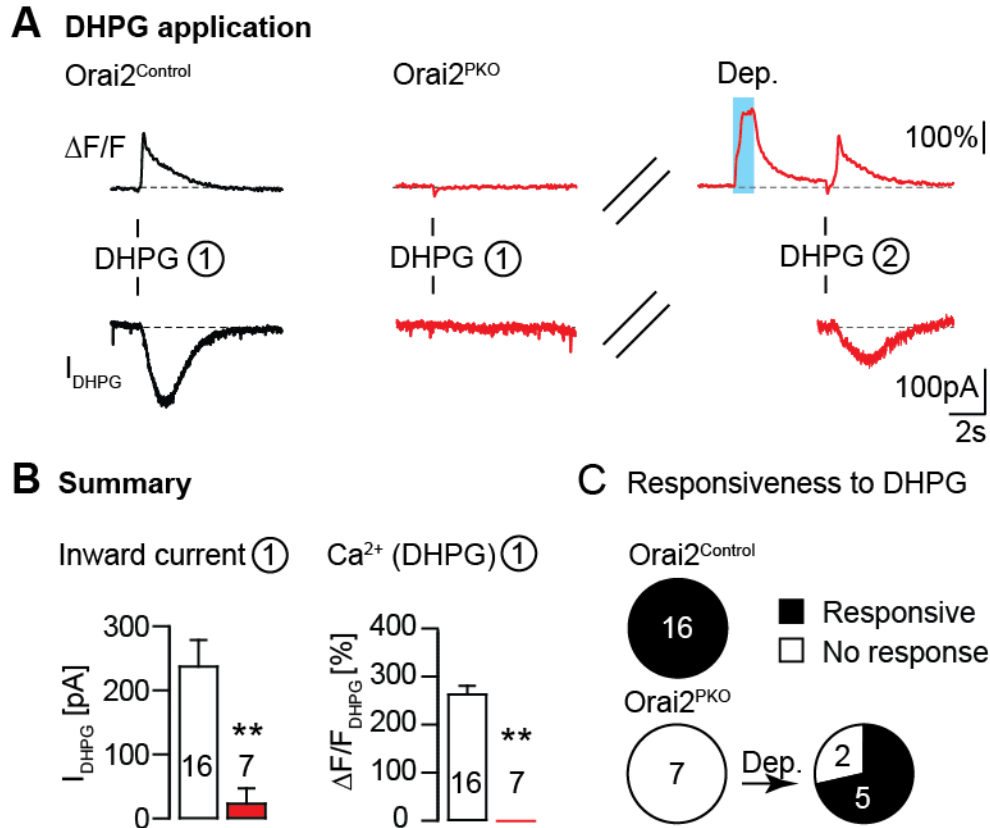 A DHPG application
Orai2Control
Orai2PKO
Dep.
ΔF/F
100%
DHPG 1
DHPG 1
DHPG 2
IDHPG
100pA
2s
B Summary
Inward current 1
Ca2+ (DHPG) 1
IDHPG [pA]
300
200
100
0
16
**
7
ΔF/FDHPG [%]
400
300
200
100
0
16
**
7
C Responsiveness to DHPG
Orai2Control
16
Responsive
No response
Orai2PKO
7
Dep.
2
5